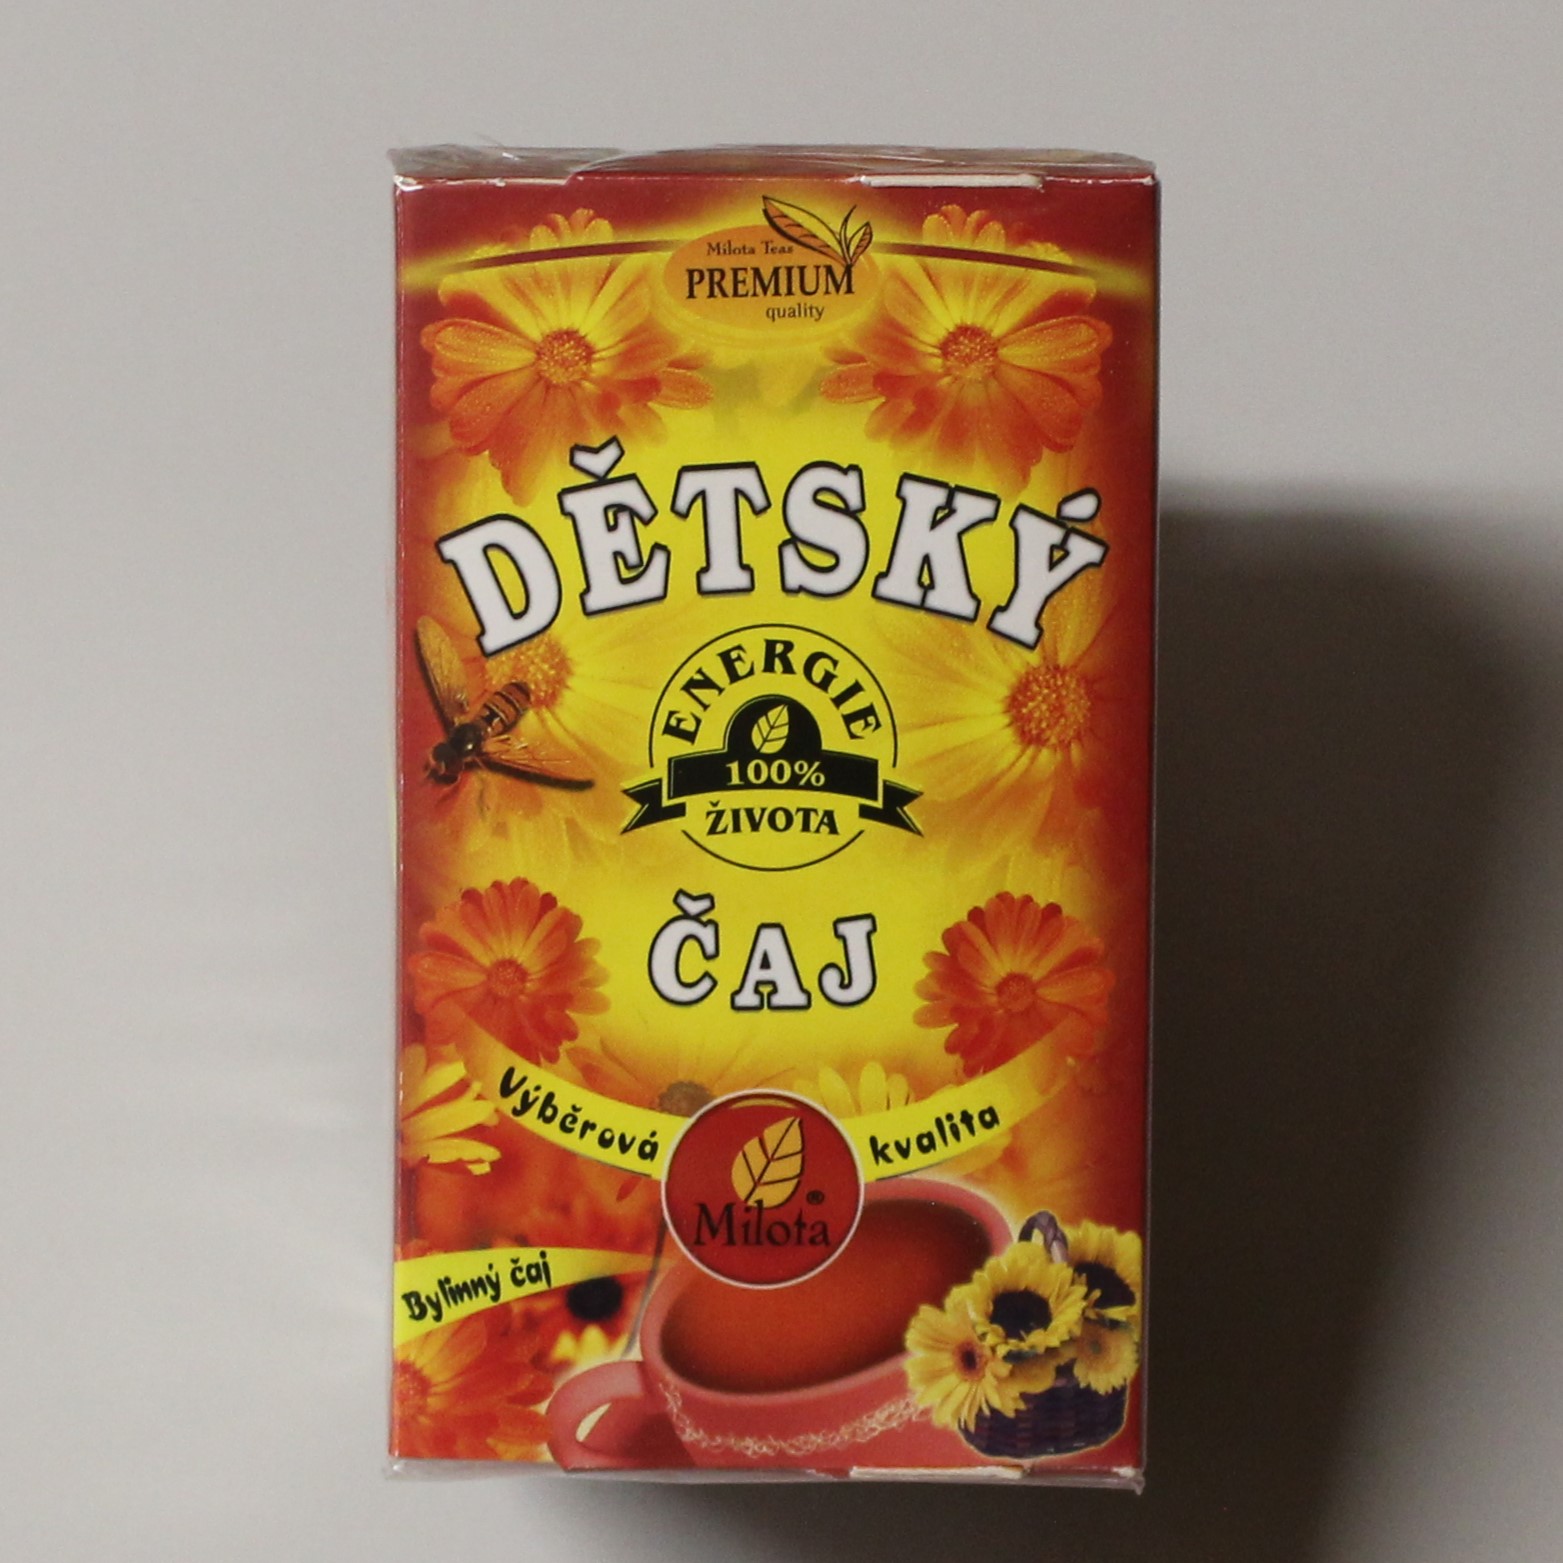 Milota Teas
PREMIUM
quality
DĚTSKÝ
ENERGIE
100%
ŽIVOTA
ČAJ
Výběrová kvalita
Milota®
Bylinný čaj